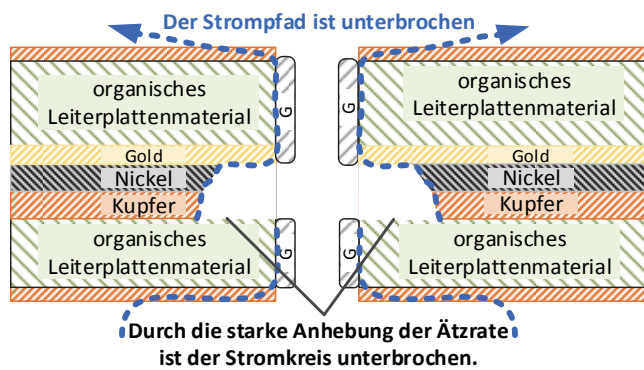 Der Strompfad ist unterbrochen
organisches
Leiterplattenmaterial
G
G
organisches
Leiterplattenmaterial
Gold
Nickel
Kupfer
Gold
Nickel
Kupfer
organisches
Leiterplattenmaterial
G
G
organisches
Leiterplattenmaterial
Durch die starke Anhebung der Ätzrate
ist der Stromkreis unterbrochen.